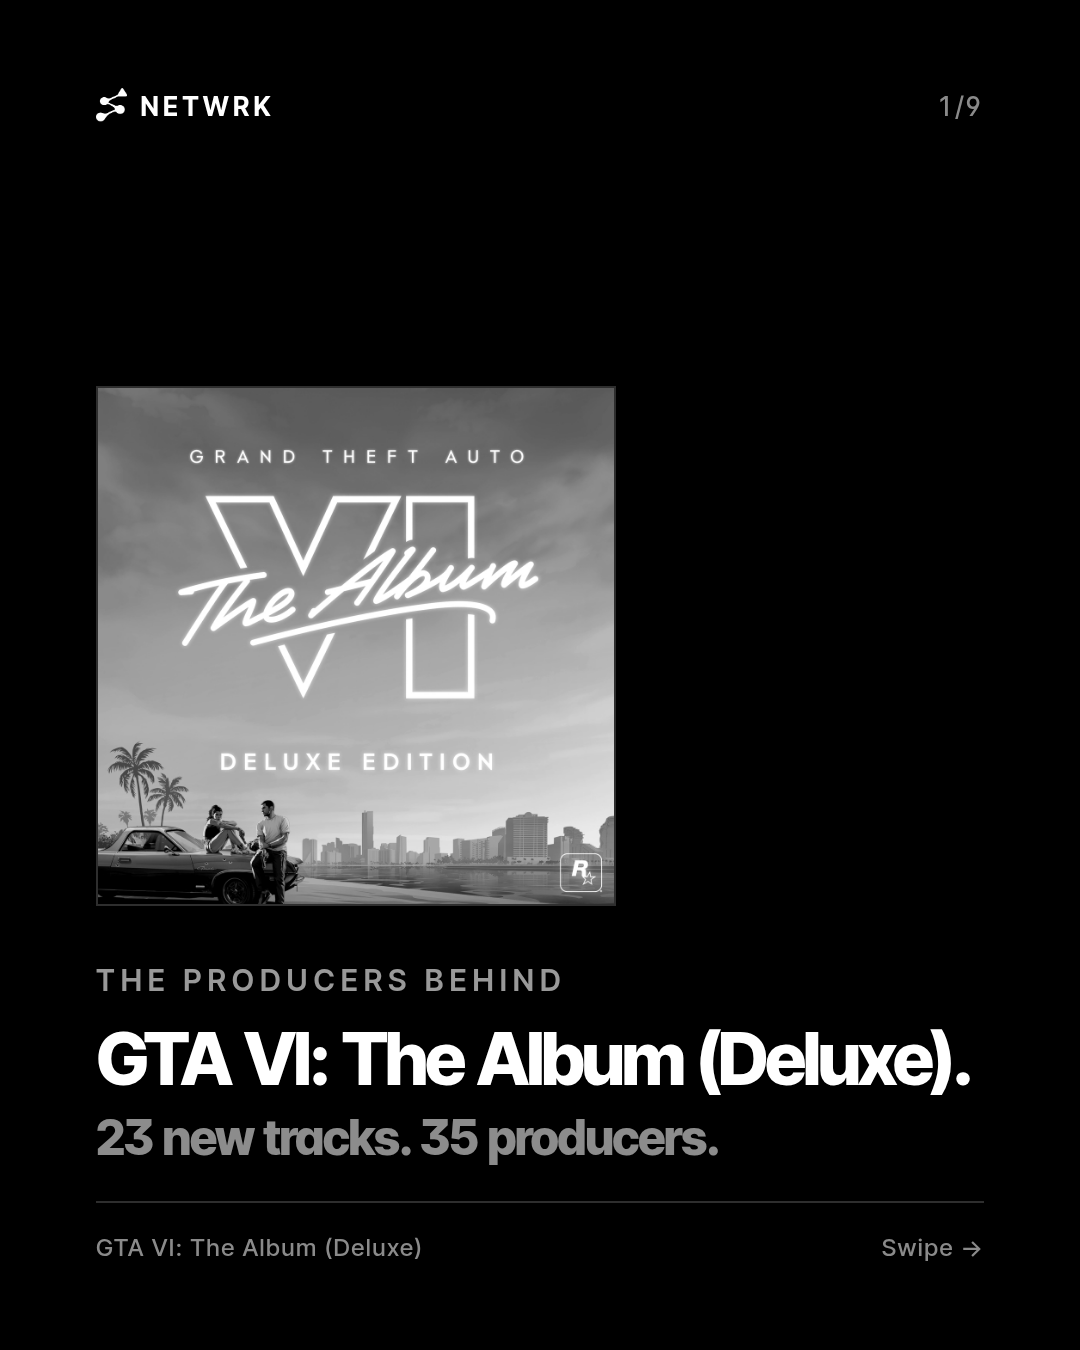 NETWRK
1/9
GRAND THEFT AUTO
VI
The Album
DELUXE EDITION
R
THE PRODUCERS BEHIND
GTA VI: The Album (Deluxe).
23 new tracks. 35 producers.
GTA VI: The Album (Deluxe)
Swipe →